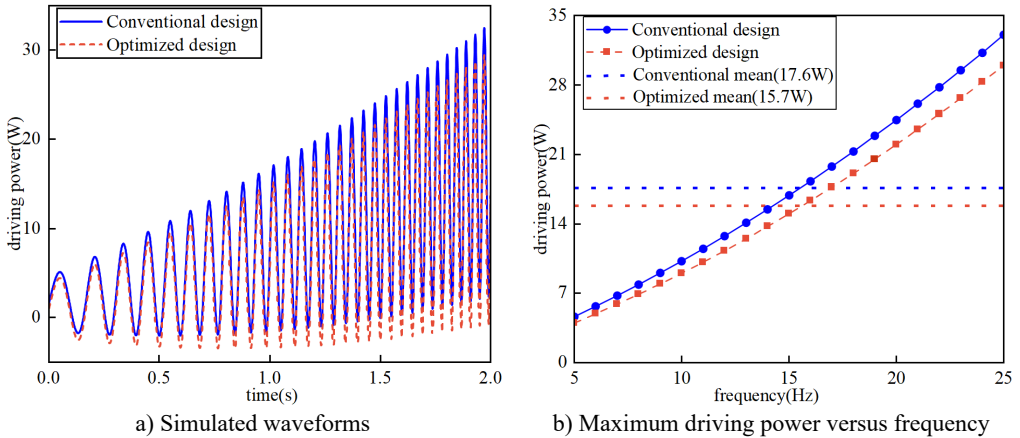 Conventional design
Optimized design
driving power(W)
30
20
10
0
0.0 0.5 1.0 1.5 2.0
time(s)
a) Simulated waveforms
Conventional design
Optimized design
Conventional mean(17.6W)
Optimized mean(15.7W)
driving power(W)
35
28
21
14
7
0
5 10 15 20 25
frequency(Hz)
b) Maximum driving power versus frequency